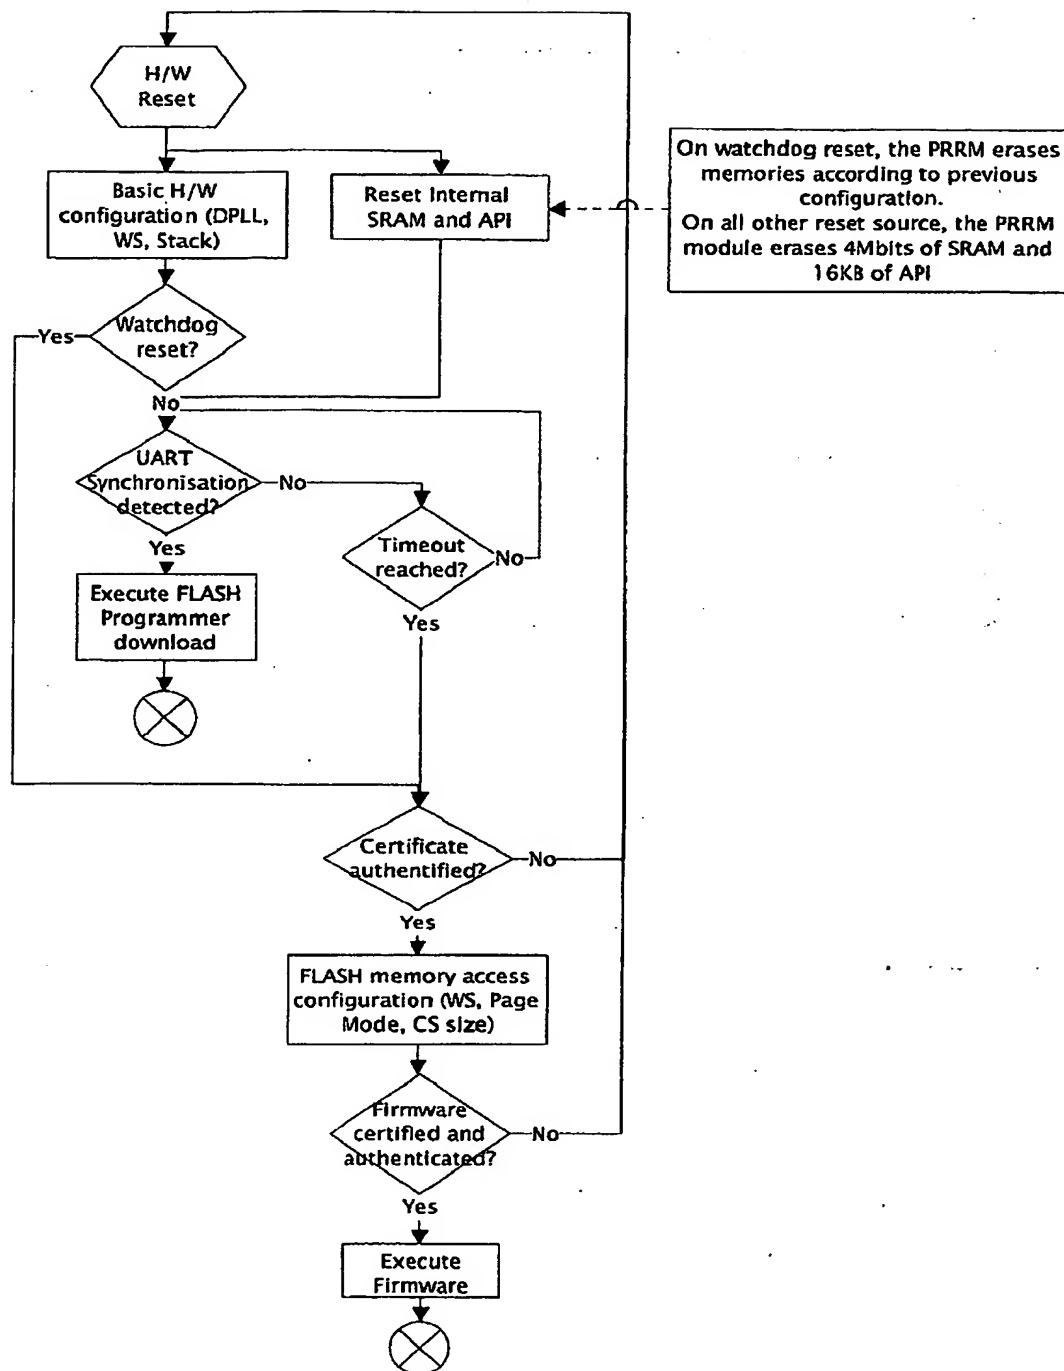 H/W
Reset
Basic H/W
configuration (DPLL,
WS, Stack)
Reset Internal
SRAM and API
On watchdog reset, the PRRM erases
memories according to previous
configuration.
On all other reset source, the PRRM
module erases 4Mbits of SRAM and
16KB of API
Yes
Watchdog
reset?
No
UART
Synchronisation
detected?
No
Timeout
reached?
No
Yes
Execute FLASH
Programmer
download
Yes
Certificate
authentified?
No
Yes
FLASH memory access
configuration (WS, Page
Mode, CS size)
Firmware
certified and
authenticated?
No
Yes
Execute
Firmware